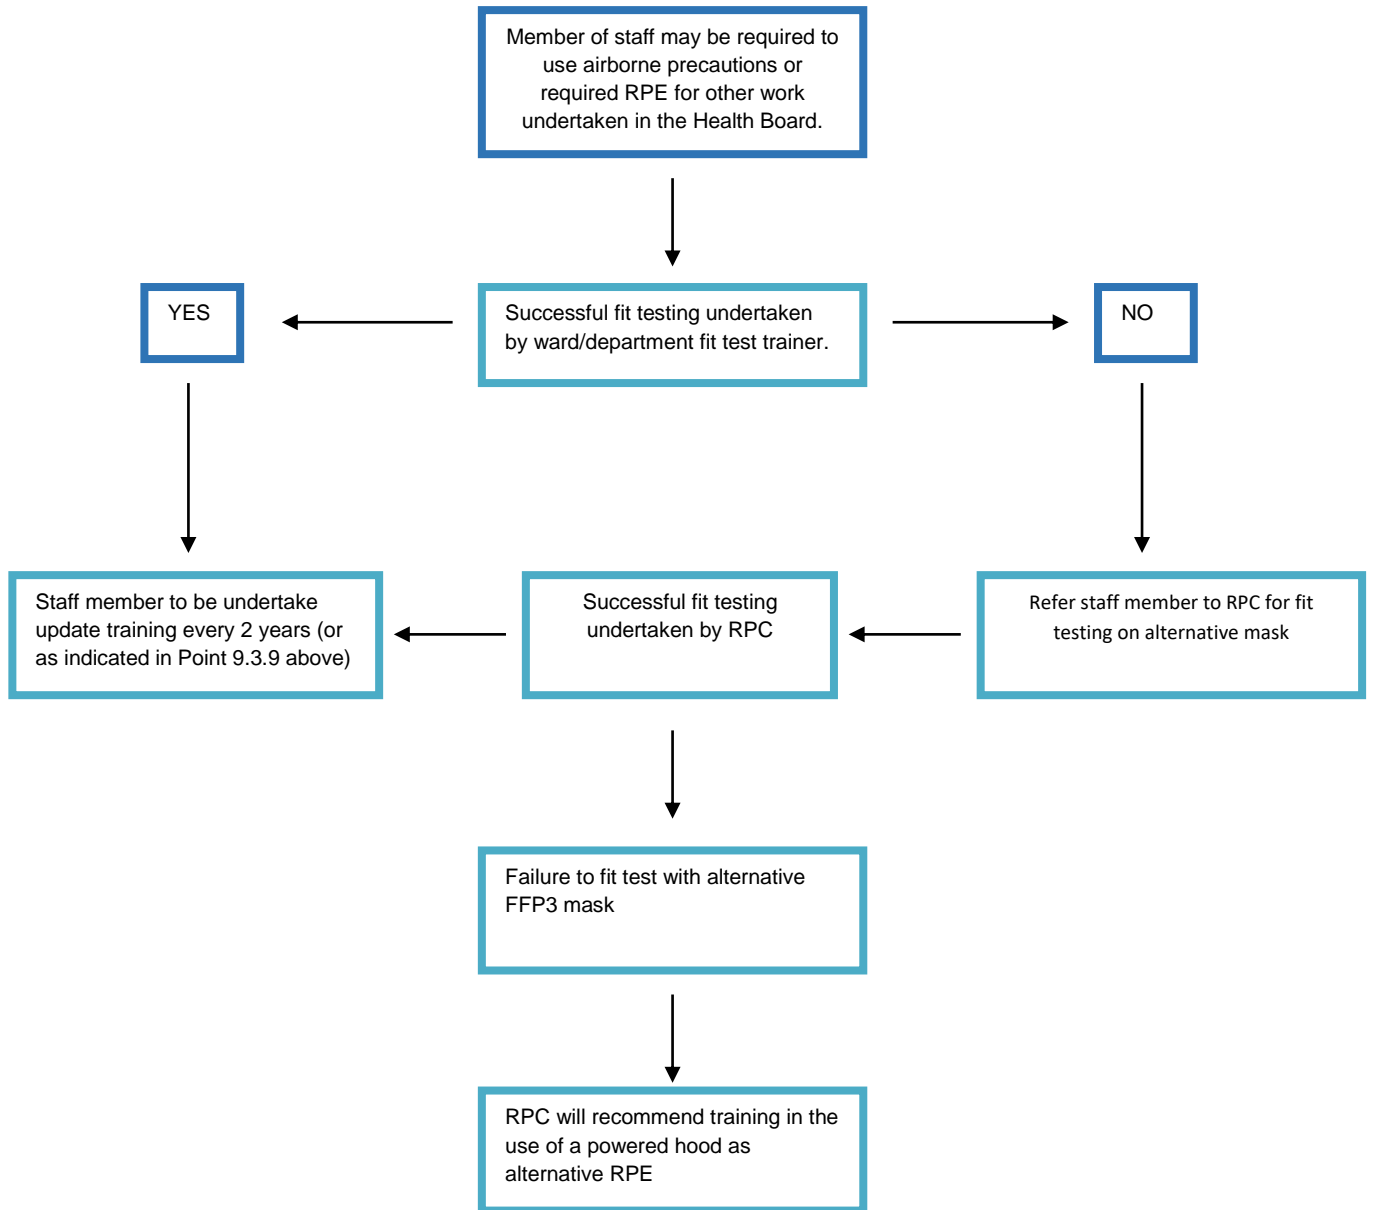 Member of staff may be required to
use airborne precautions or
required RPE for other work
undertaken in the Health Board.
YES
Successful fit testing undertaken
by ward/department fit test trainer.
NO
Staff member to be undertake
update training every 2 years (or
as indicated in Point 9.3.9 above)
Successful fit testing
undertaken by RPC
Refer staff member to RPC for fit
testing on alternative mask
Failure to fit test with alternative
FFP3 mask
RPC will recommend training in the
use of a powered hood as
alternative RPE